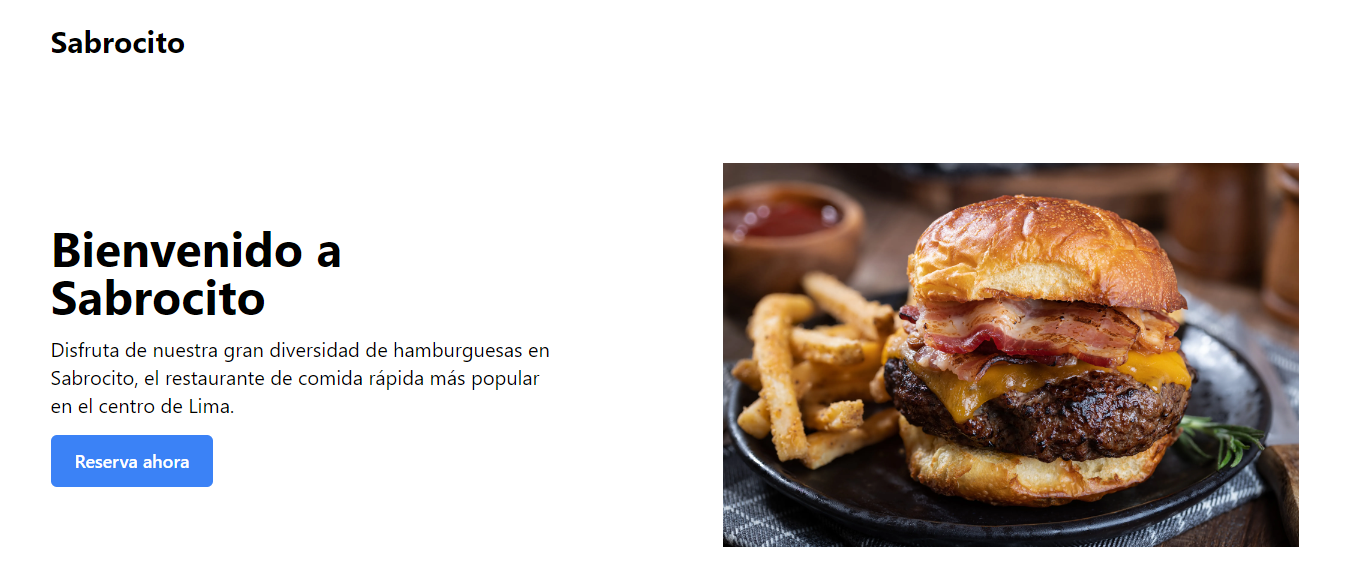 Sabrocito
Bienvenido a
Sabrocito
Disfruta de nuestra gran diversidad de hamburguesas en
Sabrocito, el restaurante de comida rápida más popular
en el centro de Lima.
Reserva ahora